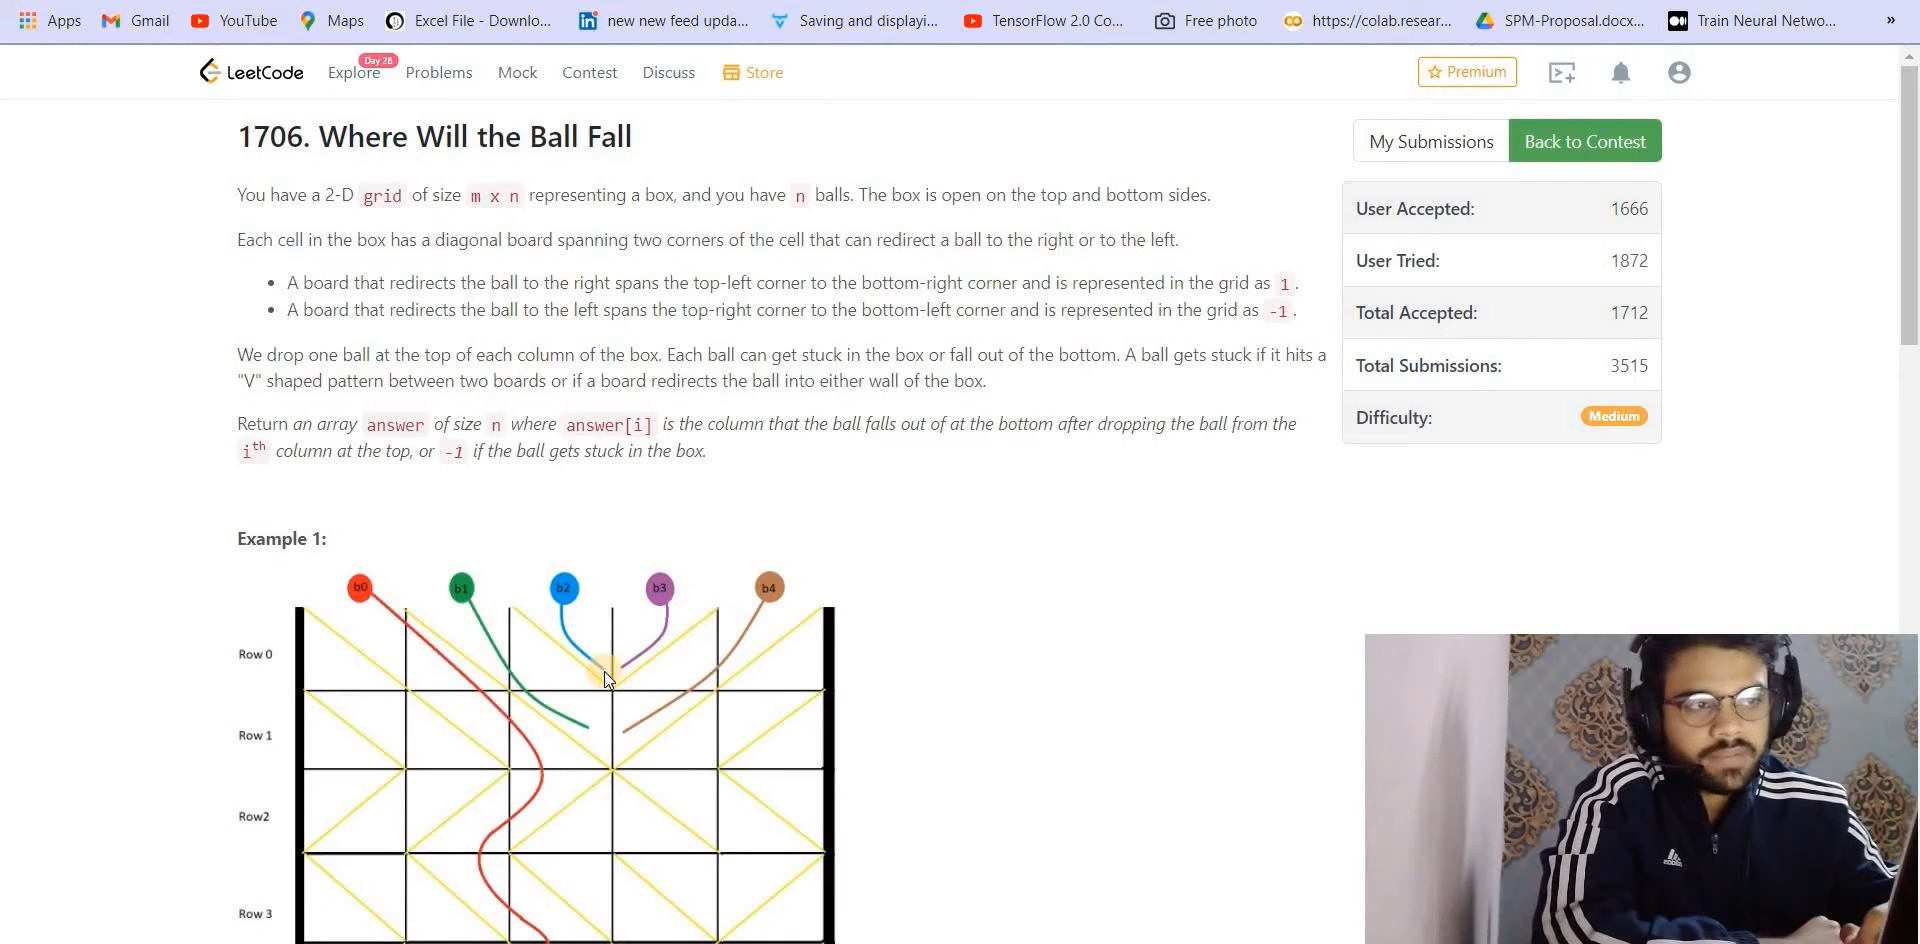 Apps Gmail YouTube Maps Excel File - Downlo... new new feed upda... Saving and displayi... TensorFlow 2.0 Co... Free photo https://colab.resear... SPM-Proposal.docx... Train Neural Netwo... »
LeetCode Explore Day 28 Problems Mock Contest Discuss Store Premium
1706. Where Will the Ball Fall
My Submissions Back to Contest
You have a 2-D grid of size m x n representing a box, and you have n balls. The box is open on the top and bottom sides.
Each cell in the box has a diagonal board spanning two corners of the cell that can redirect a ball to the right or to the left.
• A board that redirects the ball to the right spans the top-left corner to the bottom-right corner and is represented in the grid as 1.
• A board that redirects the ball to the left spans the top-right corner to the bottom-left corner and is represented in the grid as -1.
We drop one ball at the top of each column of the box. Each ball can get stuck in the box or fall out of the bottom. A ball gets stuck if it hits a
"V" shaped pattern between two boards or if a board redirects the ball into either wall of the box.
Return an array answer of size n where answer[i] is the column that the ball falls out of at the bottom after dropping the ball from the
ith column at the top, or -1 if the ball gets stuck in the box.
User Accepted: 1666
User Tried: 1872
Total Accepted: 1712
Total Submissions: 3515
Difficulty: Medium
Example 1:
b0 b1 b2 b3 b4
Row 0
Row 1
Row2
Row 3